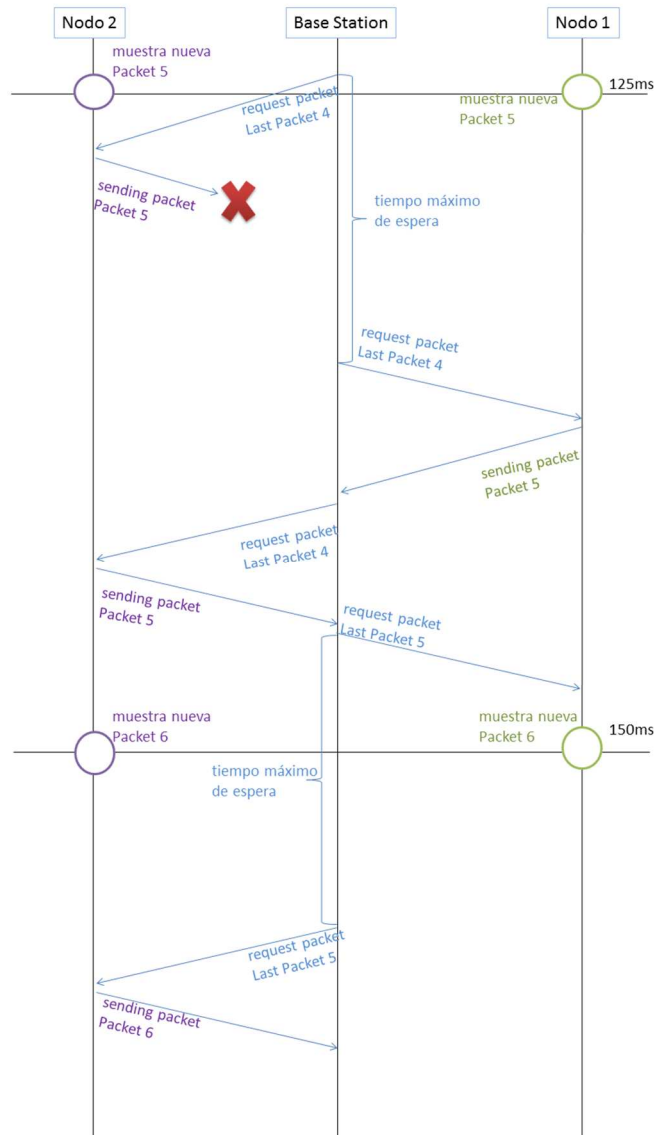 Nodo 2
Base Station
Nodo 1
muestra nueva
Packet 5
125ms
request packet
Last Packet 4
muestra nueva
Packet 5
sending packet
Packet 5
tiempo máximo
de espera
request packet
Last Packet 4
sending packet
Packet 5
request packet
Last Packet 4
sending packet
Packet 5
request packet
Last Packet 5
muestra nueva
Packet 6
muestra nueva
Packet 6
150ms
tiempo máximo
de espera
request packet
Last Packet 5
sending packet
Packet 6